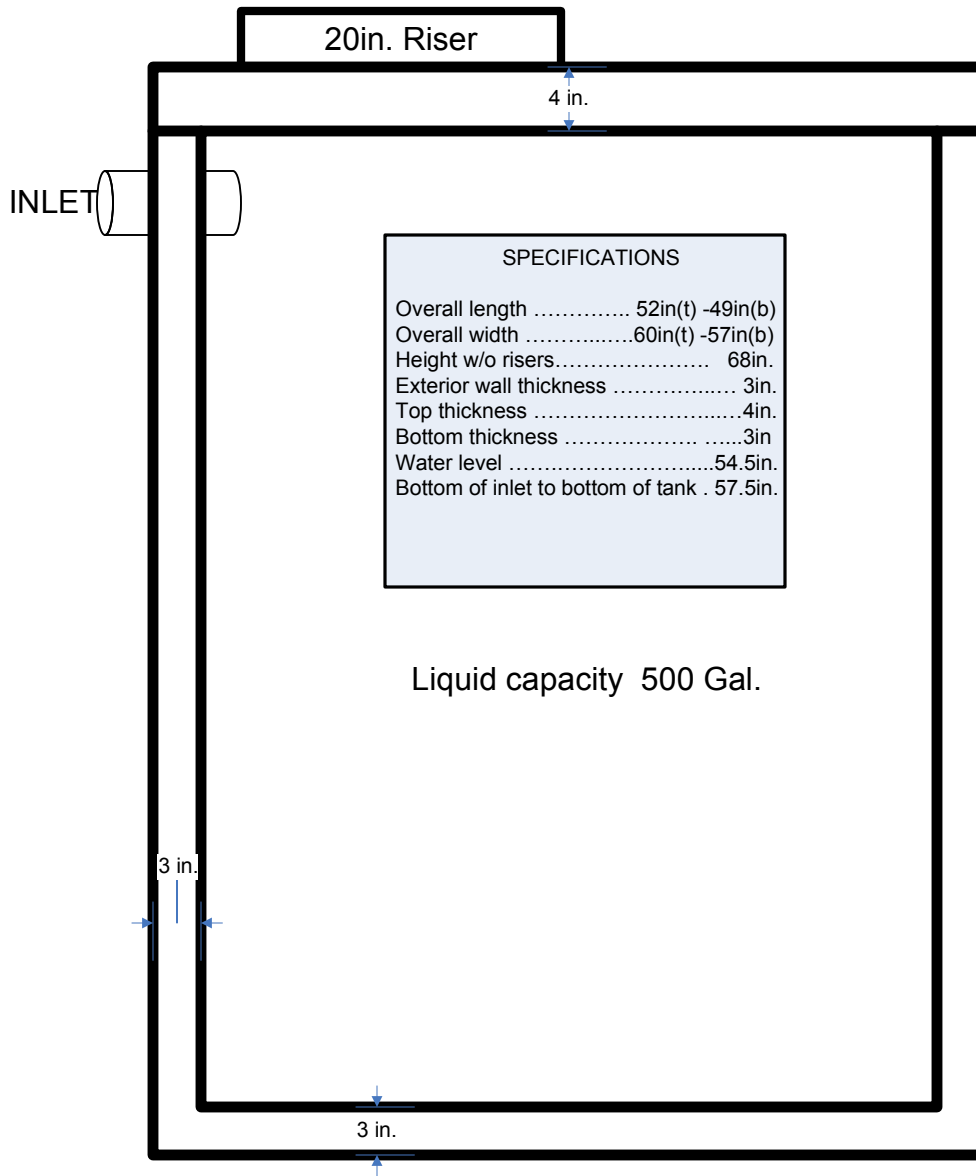 20in. Riser
4 in.
INLET
SPECIFICATIONS
Overall length ………….. 52in(t) -49in(b)
Overall width ………...…..60in(t) -57in(b)
Height w/o risers…………………. 68in.
Exterior wall thickness …………..… 3in.
Top thickness ……………………...…4in.
Bottom thickness ………………. …...3in
Water level …….…………………....54.5in.
Bottom of inlet to bottom of tank . 57.5in.
Liquid capacity 500 Gal.
3 in.
3 in.